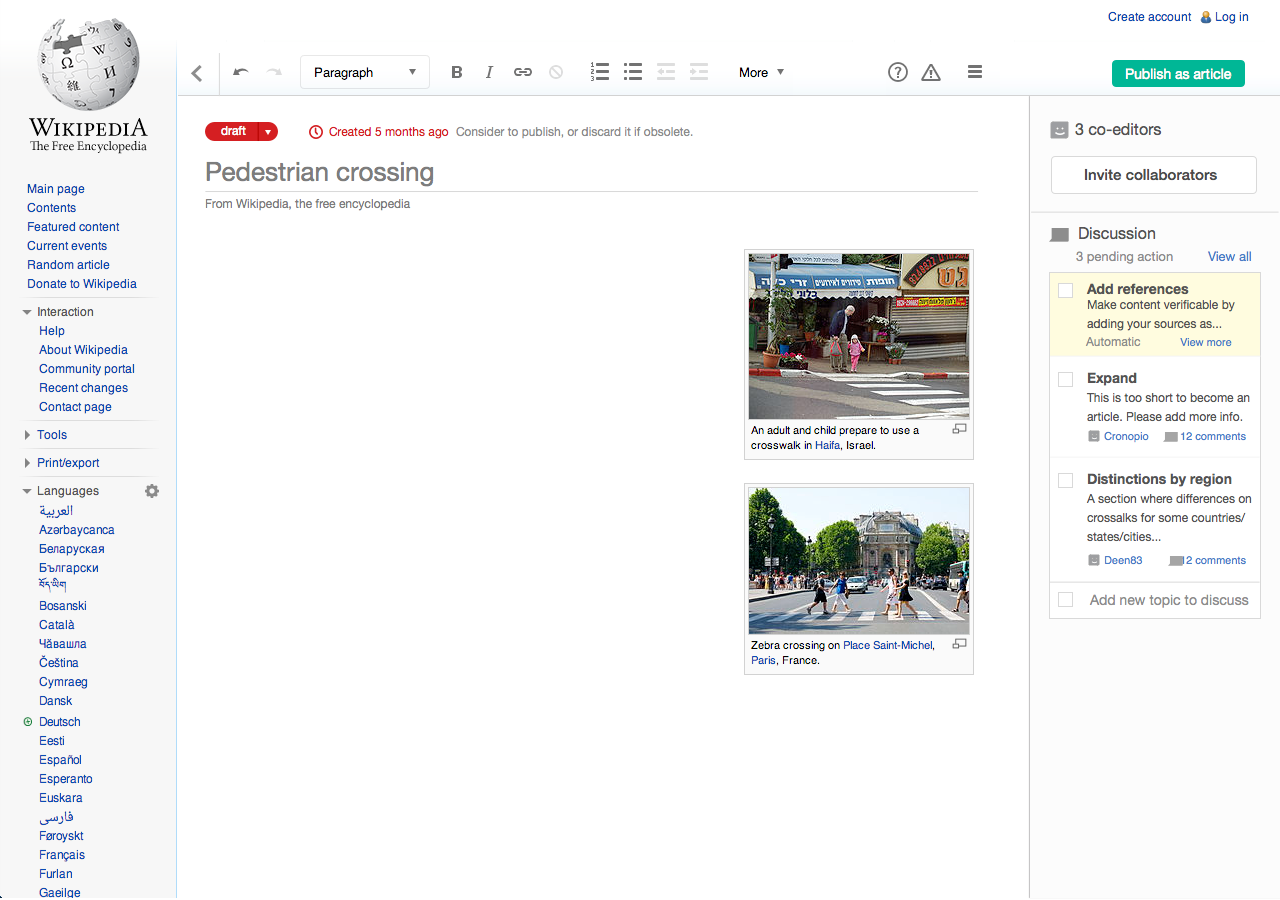 Create account
Log in
WIKIPEDIA
The Free Encyclopedia
Paragraph
B
I
More
Publish as article
draft
Created 5 months ago
Consider to publish, or discard it if obsolete.
Pedestrian crossing
From Wikipedia, the free encyclopedia
Main page
Contents
Featured content
Current events
Random article
Donate to Wikipedia
Interaction
Help
About Wikipedia
Community portal
Recent changes
Contact page
Tools
Print/export
Languages
العربية
Azərbaycanca
Беларуская
Български
བོད་ཡིག
Bosanski
Català
Чӑвашла
Čeština
Cymraeg
Dansk
Deutsch
Eesti
Español
Esperanto
Euskara
فارسی
Føroyskt
Français
Furlan
Gaeilge
חופות סידורים לאירועים זרי כלה
גט
An adult and child prepare to use a
crosswalk in Haifa, Israel.
Zebra crossing on Place Saint-Michel,
Paris, France.
3 co-editors
Invite collaborators
Discussion
3 pending action
View all
Add references
Make content verificable by
adding your sources as...
Automatic
View more
Expand
This is too short to become an
article. Please add more info.
Cronopio
12 comments
Distinctions by region
A section where differences on
crossalks for some countries/
states/cities...
Deen83
2 comments
Add new topic to discuss